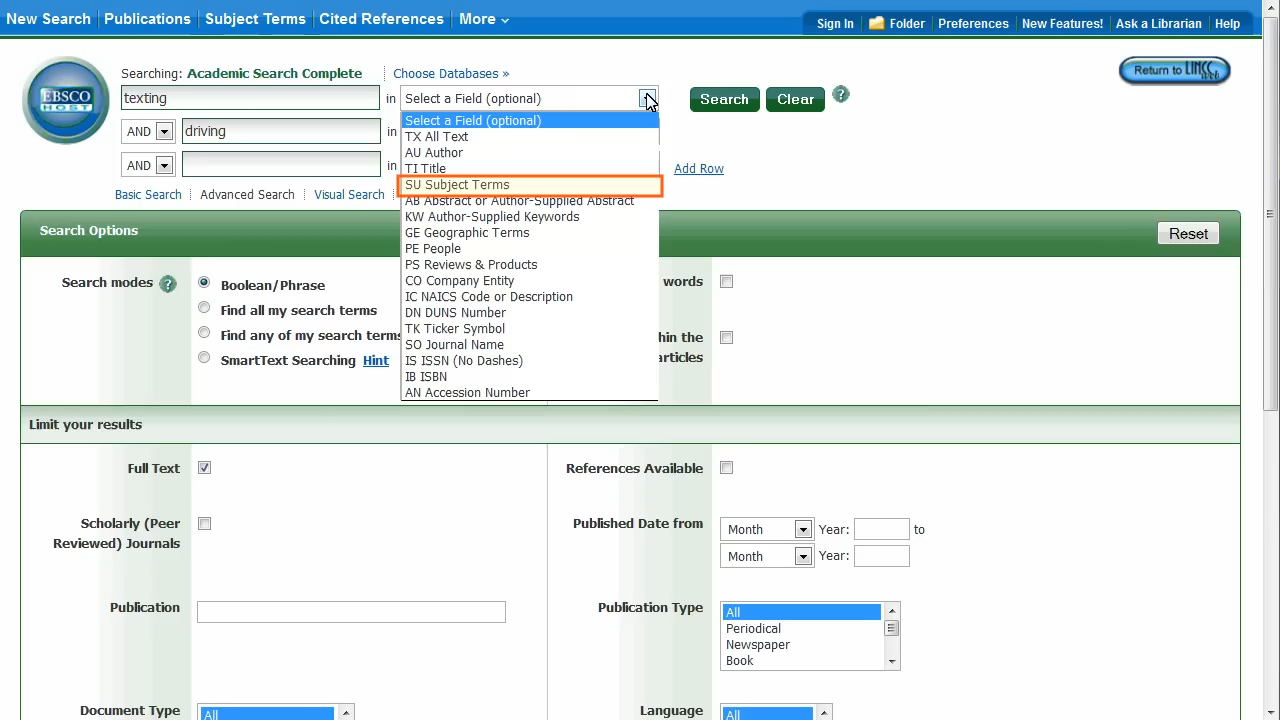 New Search Publications Subject Terms Cited References More
Sign In Folder Preferences New Features! Ask a Librarian Help
EBSCO HOST
Searching: Academic Search Complete Choose Databases »
Return to LINCC Web
texting in Select a Field (optional) Search Clear ?
Select a Field (optional)
AND driving in
TX All Text
AU Author
AND in
TI Title
Add Row
SU Subject Terms
Basic Search Advanced Search Visual Search
AB Abstract or Author-Supplied Abstract
KW Author-Supplied Keywords
GE Geographic Terms
PE People
PS Reviews & Products
CO Company Entity
IC NAICS Code or Description
DN DUNS Number
TK Ticker Symbol
SO Journal Name
IS ISSN (No Dashes)
IB ISBN
AN Accession Number
Search Options Reset
Search modes ? Boolean/Phrase
Find all my search terms
Find any of my search terms
SmartText Searching Hint
words
the
articles
Limit your results
Full Text References Available
Scholarly (Peer Reviewed) Journals
Published Date from Month Year: to
Month Year:
Publication
Publication Type All
Periodical
Newspaper
Book
Document Type All
Language All